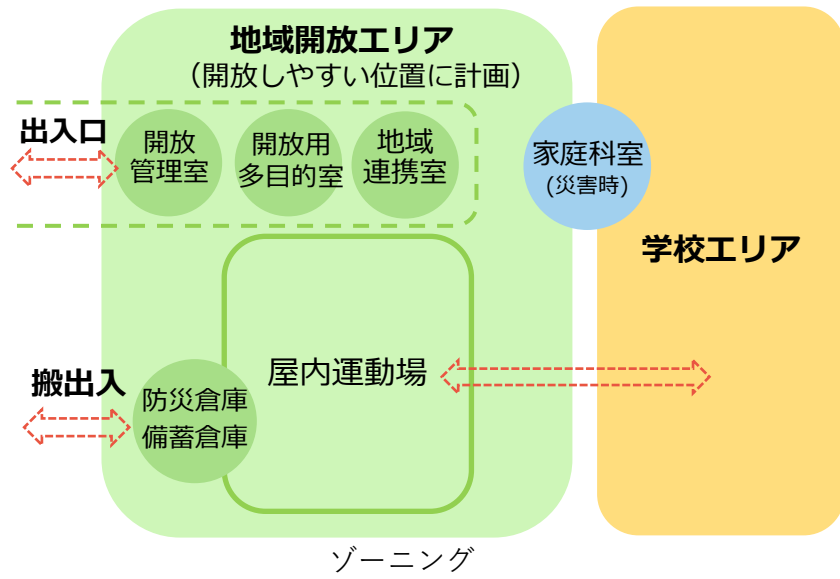 地域開放エリア
（開放しやすい位置に計画）
出入口
開放
管理室
開放用
多目的室
地域
連携室
家庭科室
(災害時)
学校エリア
屋内運動場
搬出入
防災倉庫
備蓄倉庫
ゾーニング